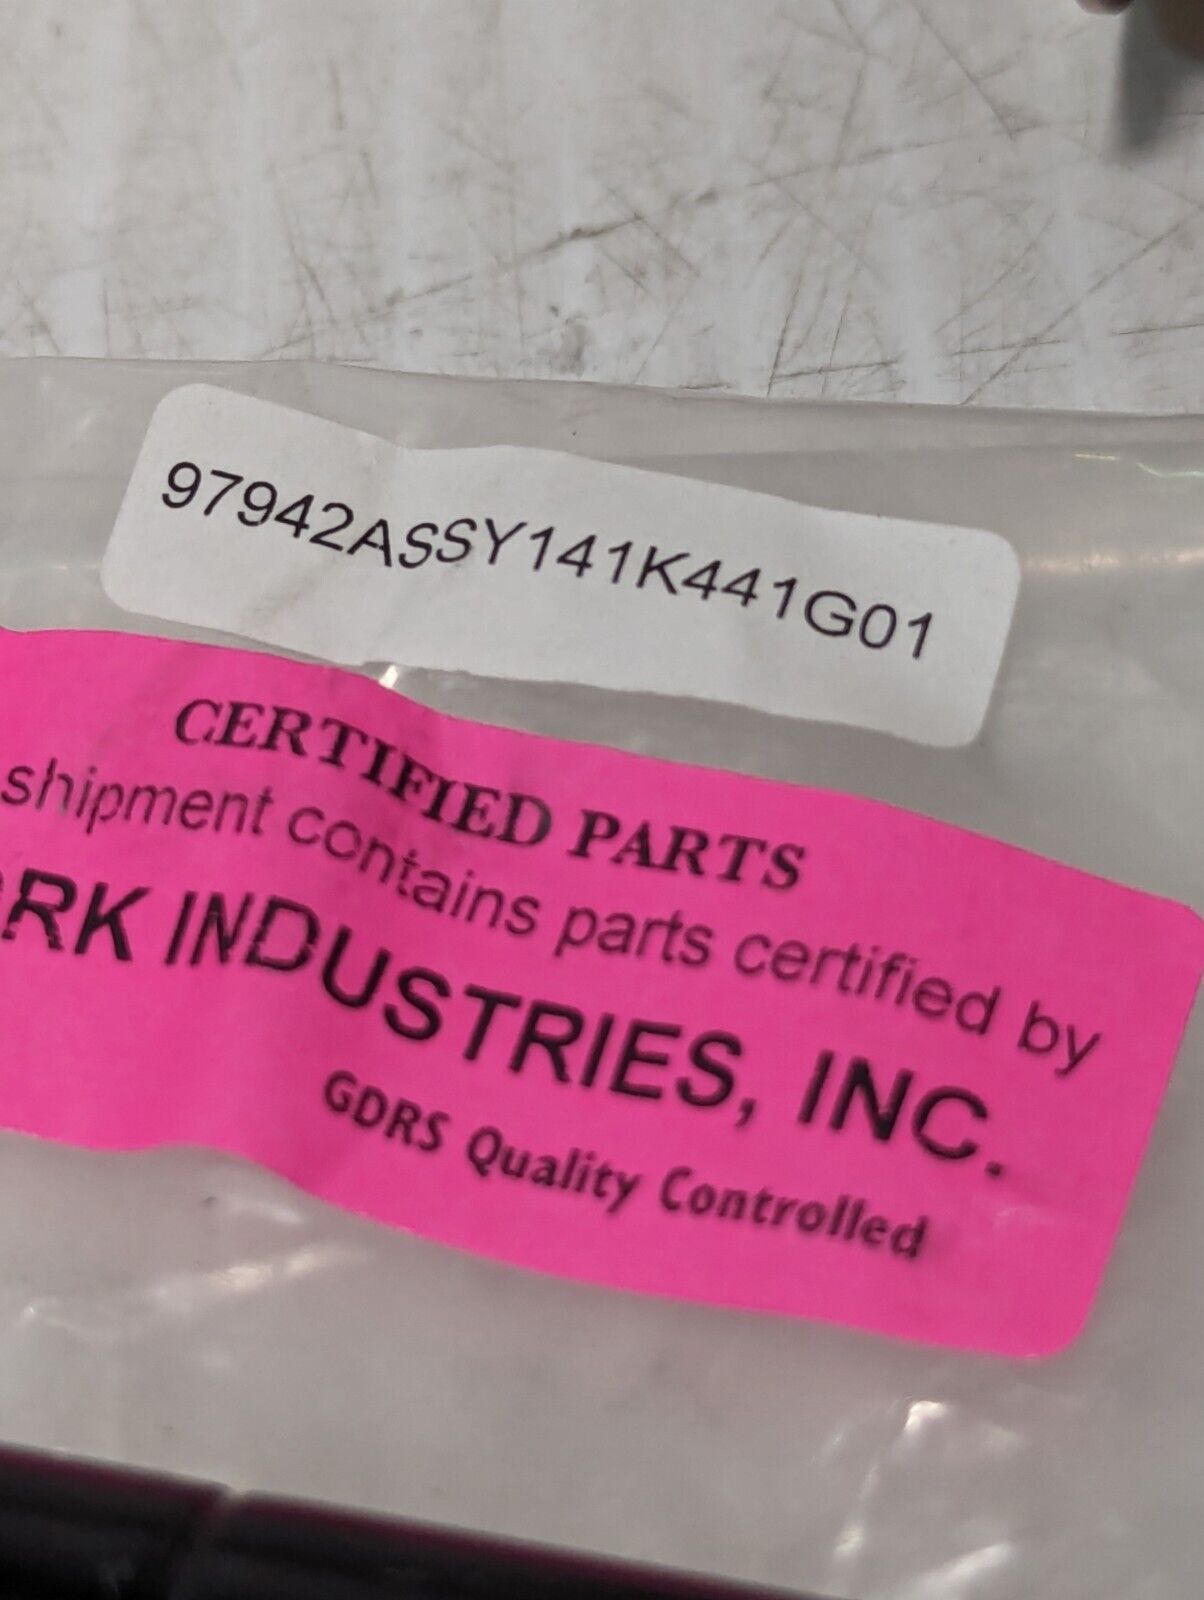 97942ASSY141K441G01
CERTIFIED PARTS
shipment contains parts certified by
RK INDUSTRIES, INC.
GDRS Quality Controlled